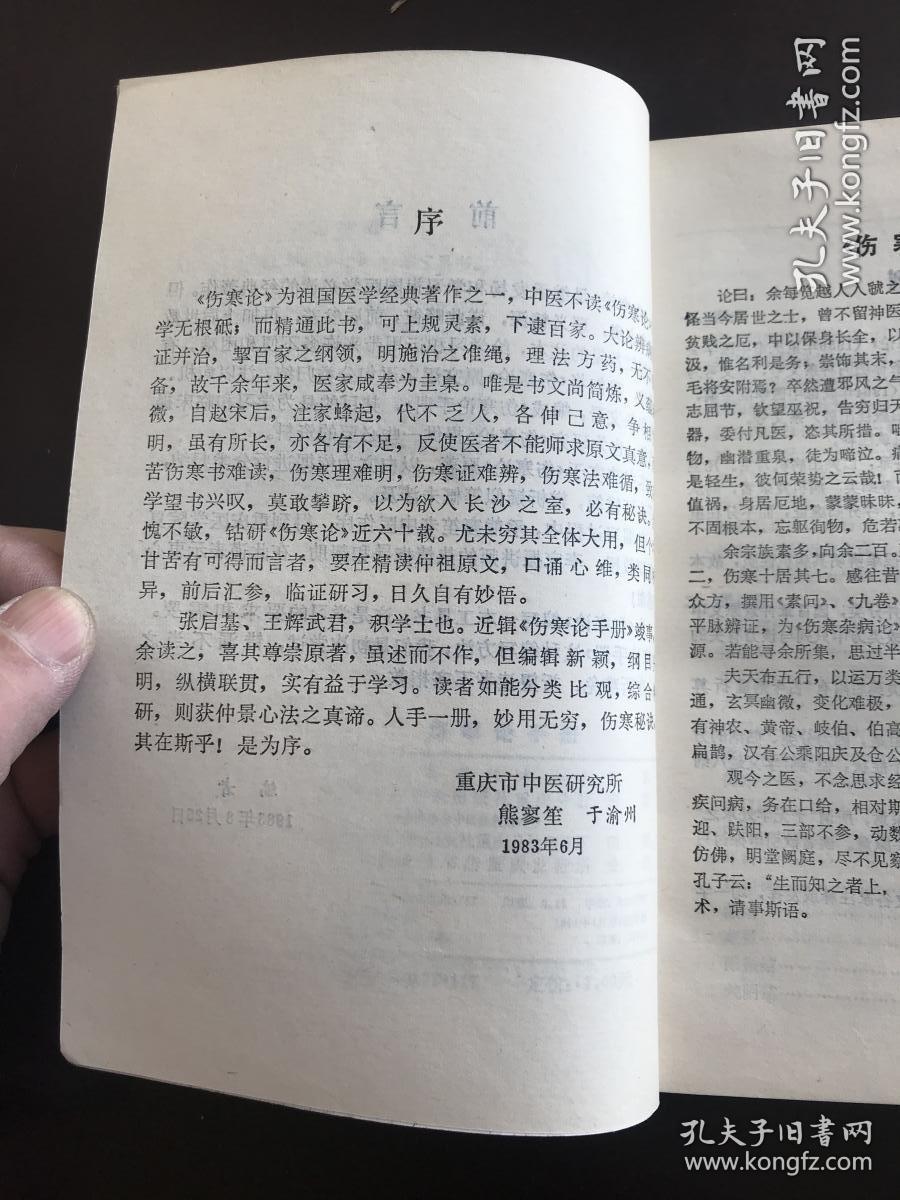 序
《伤寒论》为祖国医学经典著作之一，中医不读《伤寒论》
学无根砥；而精通此书，可上规灵素，下逮百家。大论辨病
证并治，挈百家之纲领，明施治之准绳，理法方药，无不
备，故千余年来，医家咸奉为圭臬。唯是书文尚简炼，义蕴
微，自赵宋后，注家蜂起，代不乏人，各伸己意，争相
明，虽有所长，亦各有不足，反使医者不能师求原文真意，
苦伤寒书难读，伤寒理难明，伤寒证难辨，伤寒法难循，致
学望书兴叹，莫敢攀跻，以为欲入长沙之室，必有秘诀。
愧不敏，钻研《伤寒论》近六十载。尤未穷其全体大用，但个
甘苦有可得而言者，要在精读仲祖原文，口诵心维，类同
异，前后汇参，临证研习，日久自有妙悟。
张启基、王辉武君，积学士也。近辑《伤寒论手册》竣事
余读之，喜其尊崇原著，虽述而不作，但编辑新颖，纲目
明，纵横联贯，实有益于学习。读者如能分类比观，综合
研，则获仲景心法之真谛。人手一册，妙用无穷，伤寒秘诀
其在斯乎！是为序。
重庆市中医研究所
熊寥笙 于渝州
1983年6月
伤寒
论曰：余每览越人入虢之
怪当今居世之士，曾不留神医
贫贱之厄，中以保身长全，以
汲，惟名利是务；崇饰其末，
毛将安附焉？卒然遭邪风之气
志屈节，钦望巫祝，告穷归天
器，委付凡医，恣其所措。
物，幽潜重泉，徒为啼泣。痛
是轻生，彼何荣势之云哉！而
值祸，身居厄地，蒙蒙昧昧，
不固根本，忘躯徇物，危若
余宗族素多，向余二百。
二，伤寒十居其七。感往昔
众方，撰用《素问》、《九卷》
平脉辨证，为《伤寒杂病论》
源。若能寻余所集，思过半
夫天布五行，以运万类
通，玄冥幽微，变化难极，
有神农、黄帝、岐伯、伯高
扁鹊，汉有公乘阳庆及仓公
观今之医，不念思求经
疾问病，务在口给，相对斯
迎、趺阳，三部不参，动数
仿佛，明堂阙庭，尽不见察
孔子云：“生而知之者上，
术，请事斯语。
孔夫子旧书网
www.kongfz.com
孔夫子旧书网
www.kongfz.com